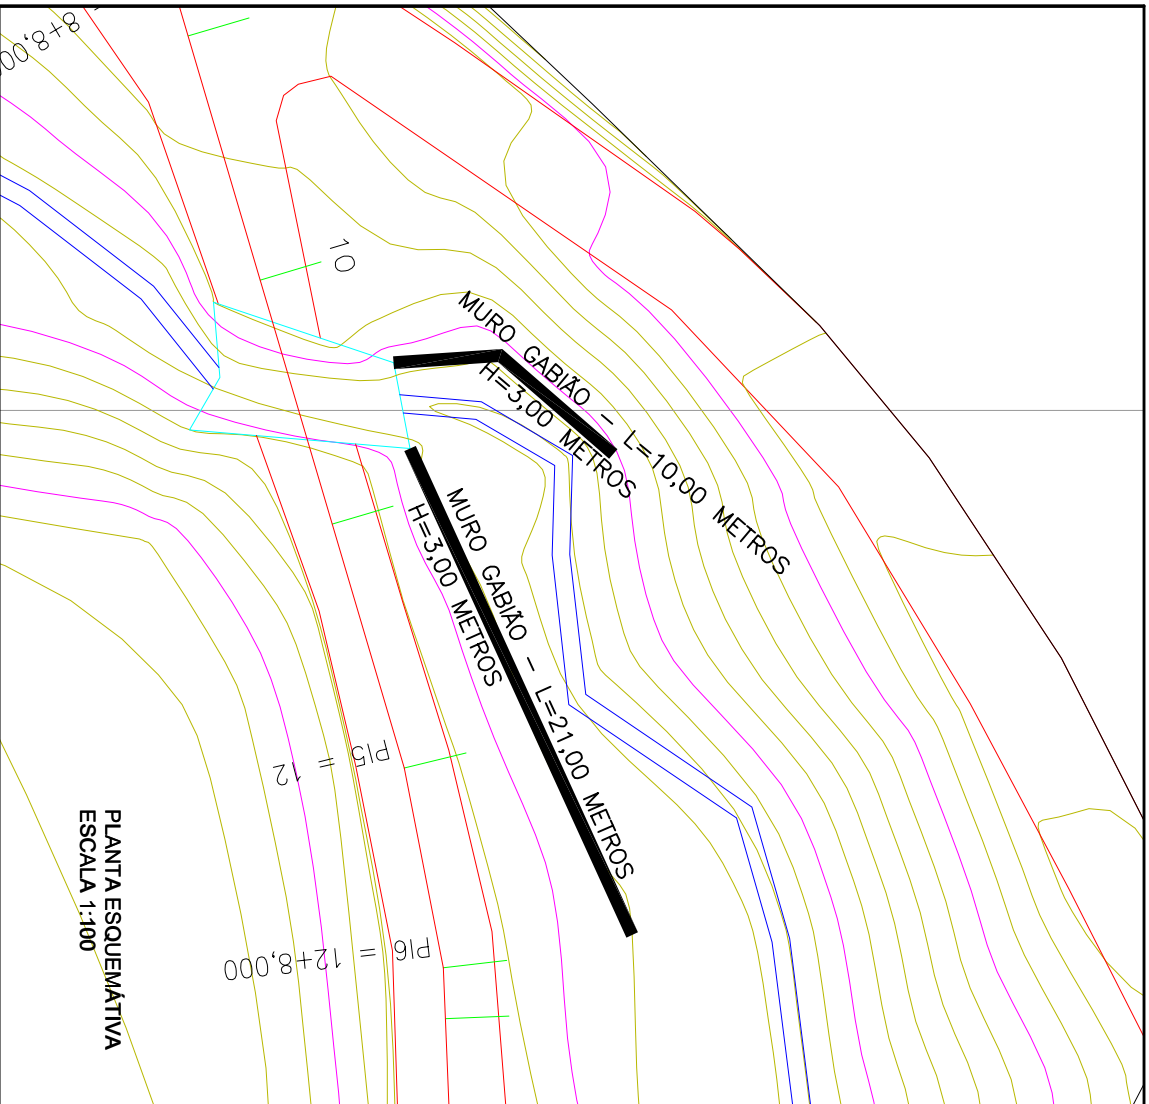 8+8,00
10
MURO GABIÃO - L=10,00 METROS
H=3,00 METROS
MURO GABIÃO - L=21,00 METROS
H=3,00 METROS
PI5 = 12
PI6 = 12+8,000
PLANTA ESQUEMÁTIVA
ESCALA 1:100